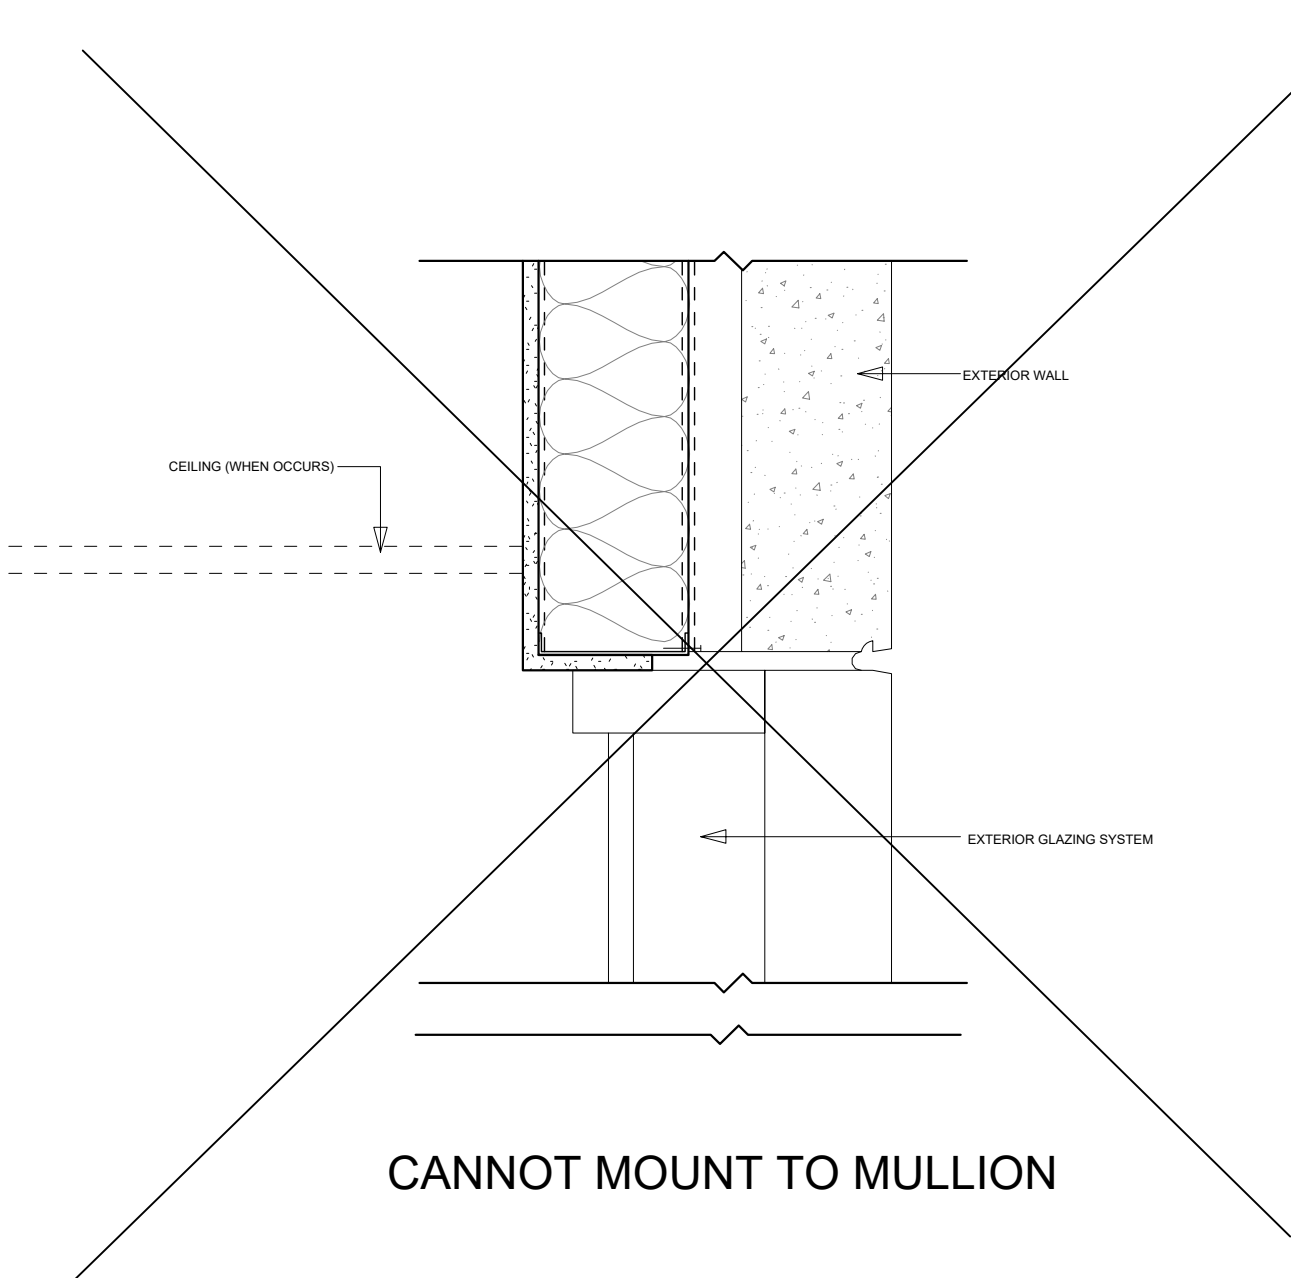 EXTERIOR WALL
CEILING (WHEN OCCURS)
EXTERIOR GLAZING SYSTEM
CANNOT MOUNT TO MULLION